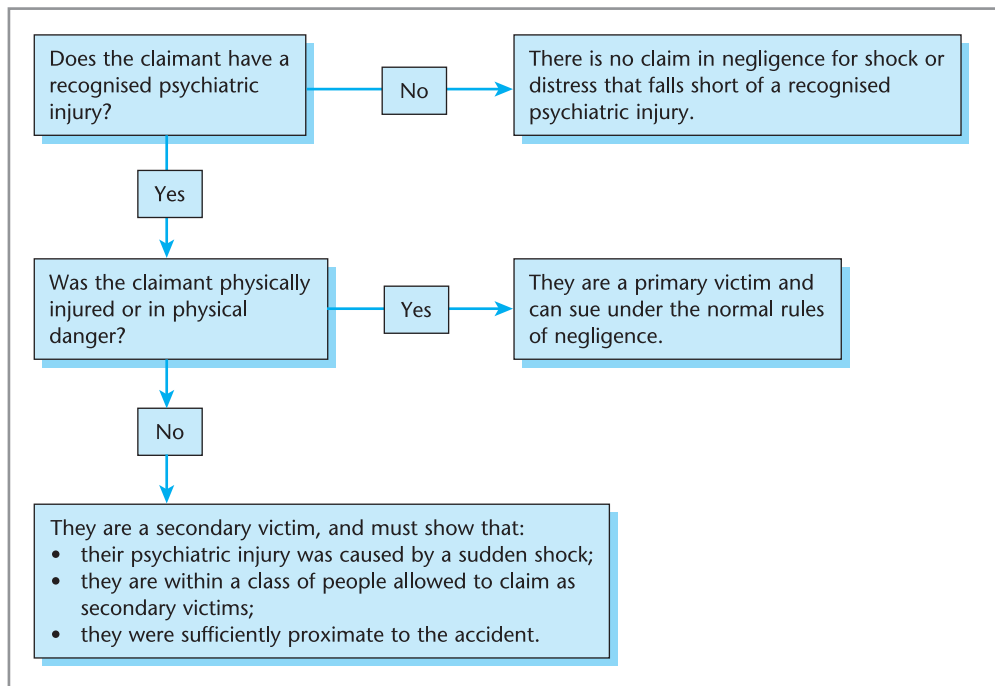 Does the claimant have a
recognised psychiatric
injury?
No
There is no claim in negligence for shock or
distress that falls short of a recognised
psychiatric injury.
Yes
Was the claimant physically
injured or in physical
danger?
Yes
They are a primary victim and
can sue under the normal rules
of negligence.
No
They are a secondary victim, and must show that:
• their psychiatric injury was caused by a sudden shock;
• they are within a class of people allowed to claim as
secondary victims;
• they were sufficiently proximate to the accident.